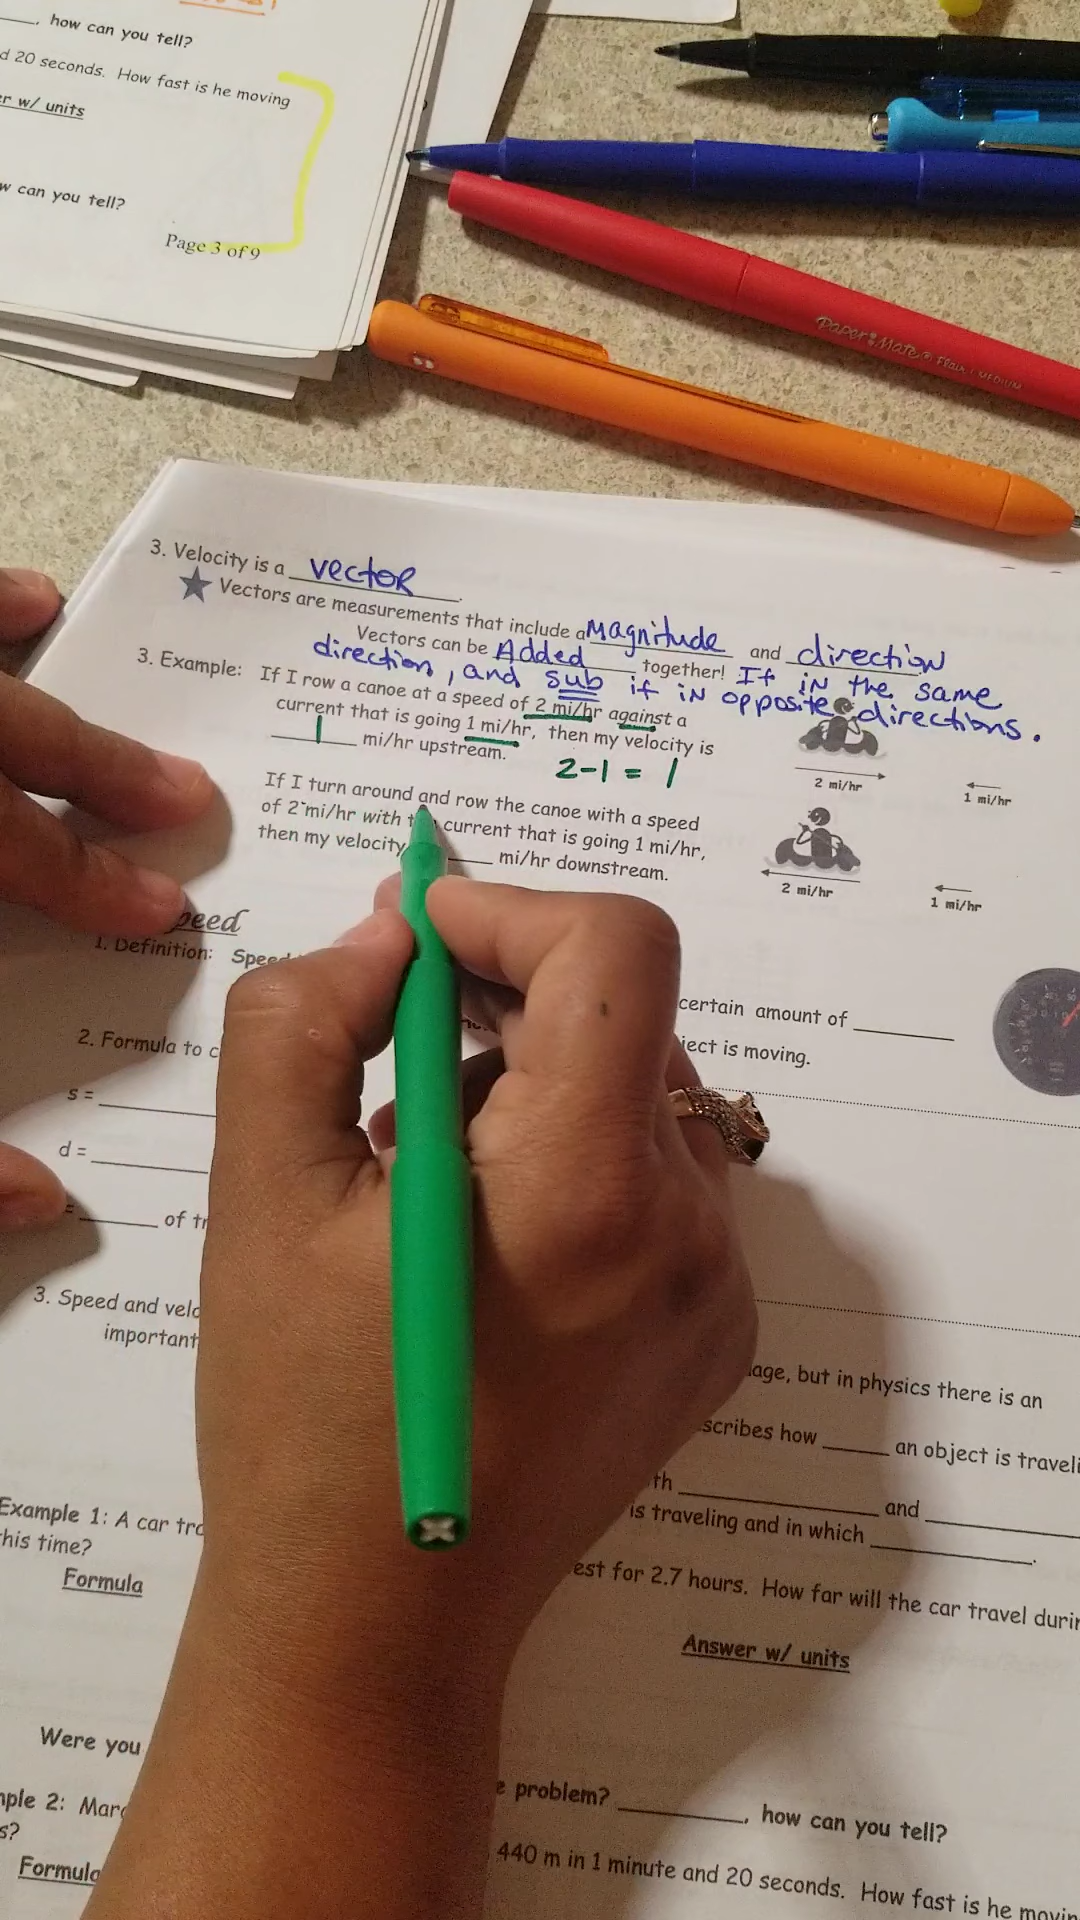 , how can you tell?
d 20 seconds. How fast is he moving
er w/ units
w can you tell?
Page 3 of 9
Paper Mate® Flair MEDIUM
3. Velocity is a vector.
Vectors are measurements that include a Magnitude and direction
Vectors can be Added together! If in the same
direction, and sub if in opposite directions.
3. Example: If I row a canoe at a speed of 2 mi/hr against a
current that is going 1 mi/hr, then my velocity is
1 mi/hr upstream.
2-1 = 1
2 mi/hr
1 mi/hr
If I turn around and row the canoe with a speed
of 2 mi/hr with current that is going 1 mi/hr,
then my velocity mi/hr downstream.
2 mi/hr
1 mi/hr
peed
1. Definition: Speed
certain amount of
ject is moving.
2. Formula to c
s =
d =
= of tr
3. Speed and velo
important
age, but in physics there is an
scribes how an object is traveli
th and
is traveling and in which .
Example 1: A car tra
est for 2.7 hours. How far will the car travel durin
this time?
Formula
Answer w/ units
Were you
e problem? , how can you tell?
mple 2: Marc
440 m in 1 minute and 20 seconds. How fast is he movin
s?
Formula